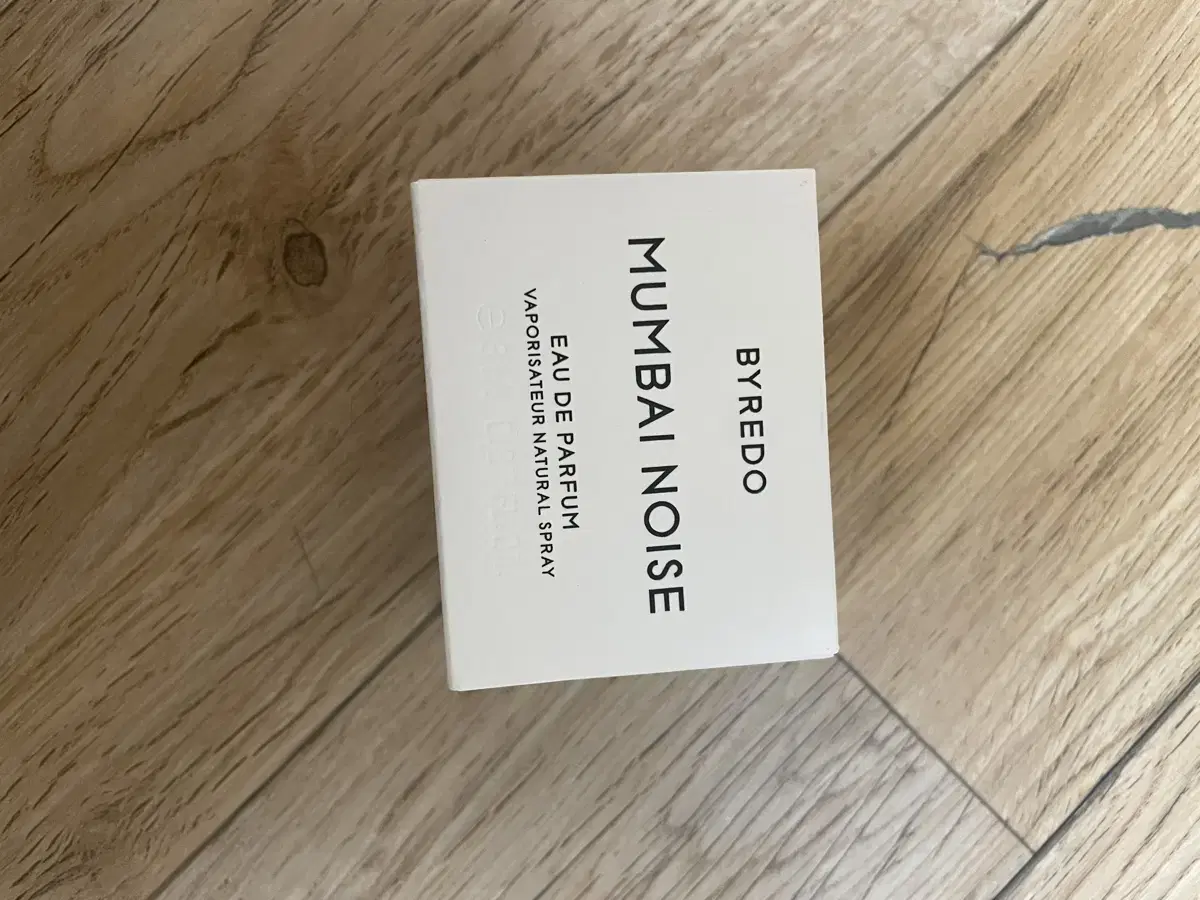 BYREDO
MUMBAI NOISE
EAU DE PARFUM
VAPORISATEUR NATURAL SPRAY